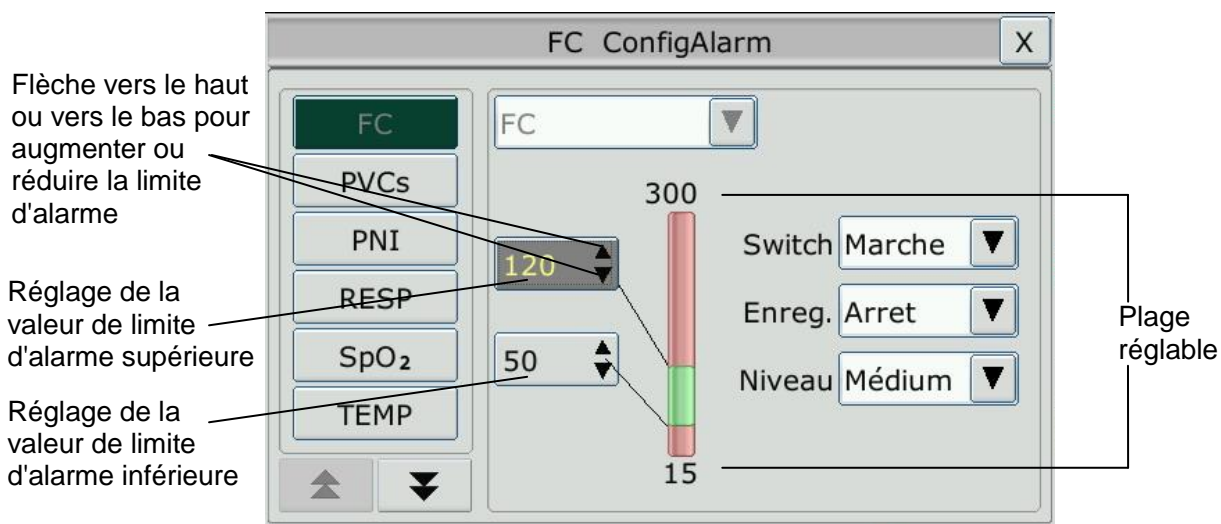 FC ConfigAlarm
X
Flèche vers le haut
ou vers le bas pour
augmenter ou
réduire la limite
d'alarme
Réglage de la
valeur de limite
d'alarme supérieure
Réglage de la
valeur de limite
d'alarme inférieure
FC
PVCs
PNI
RESP
SpO₂
TEMP
FC
300
120
50
15
Switch Marche
Enreg. Arret
Niveau Médium
Plage
réglable